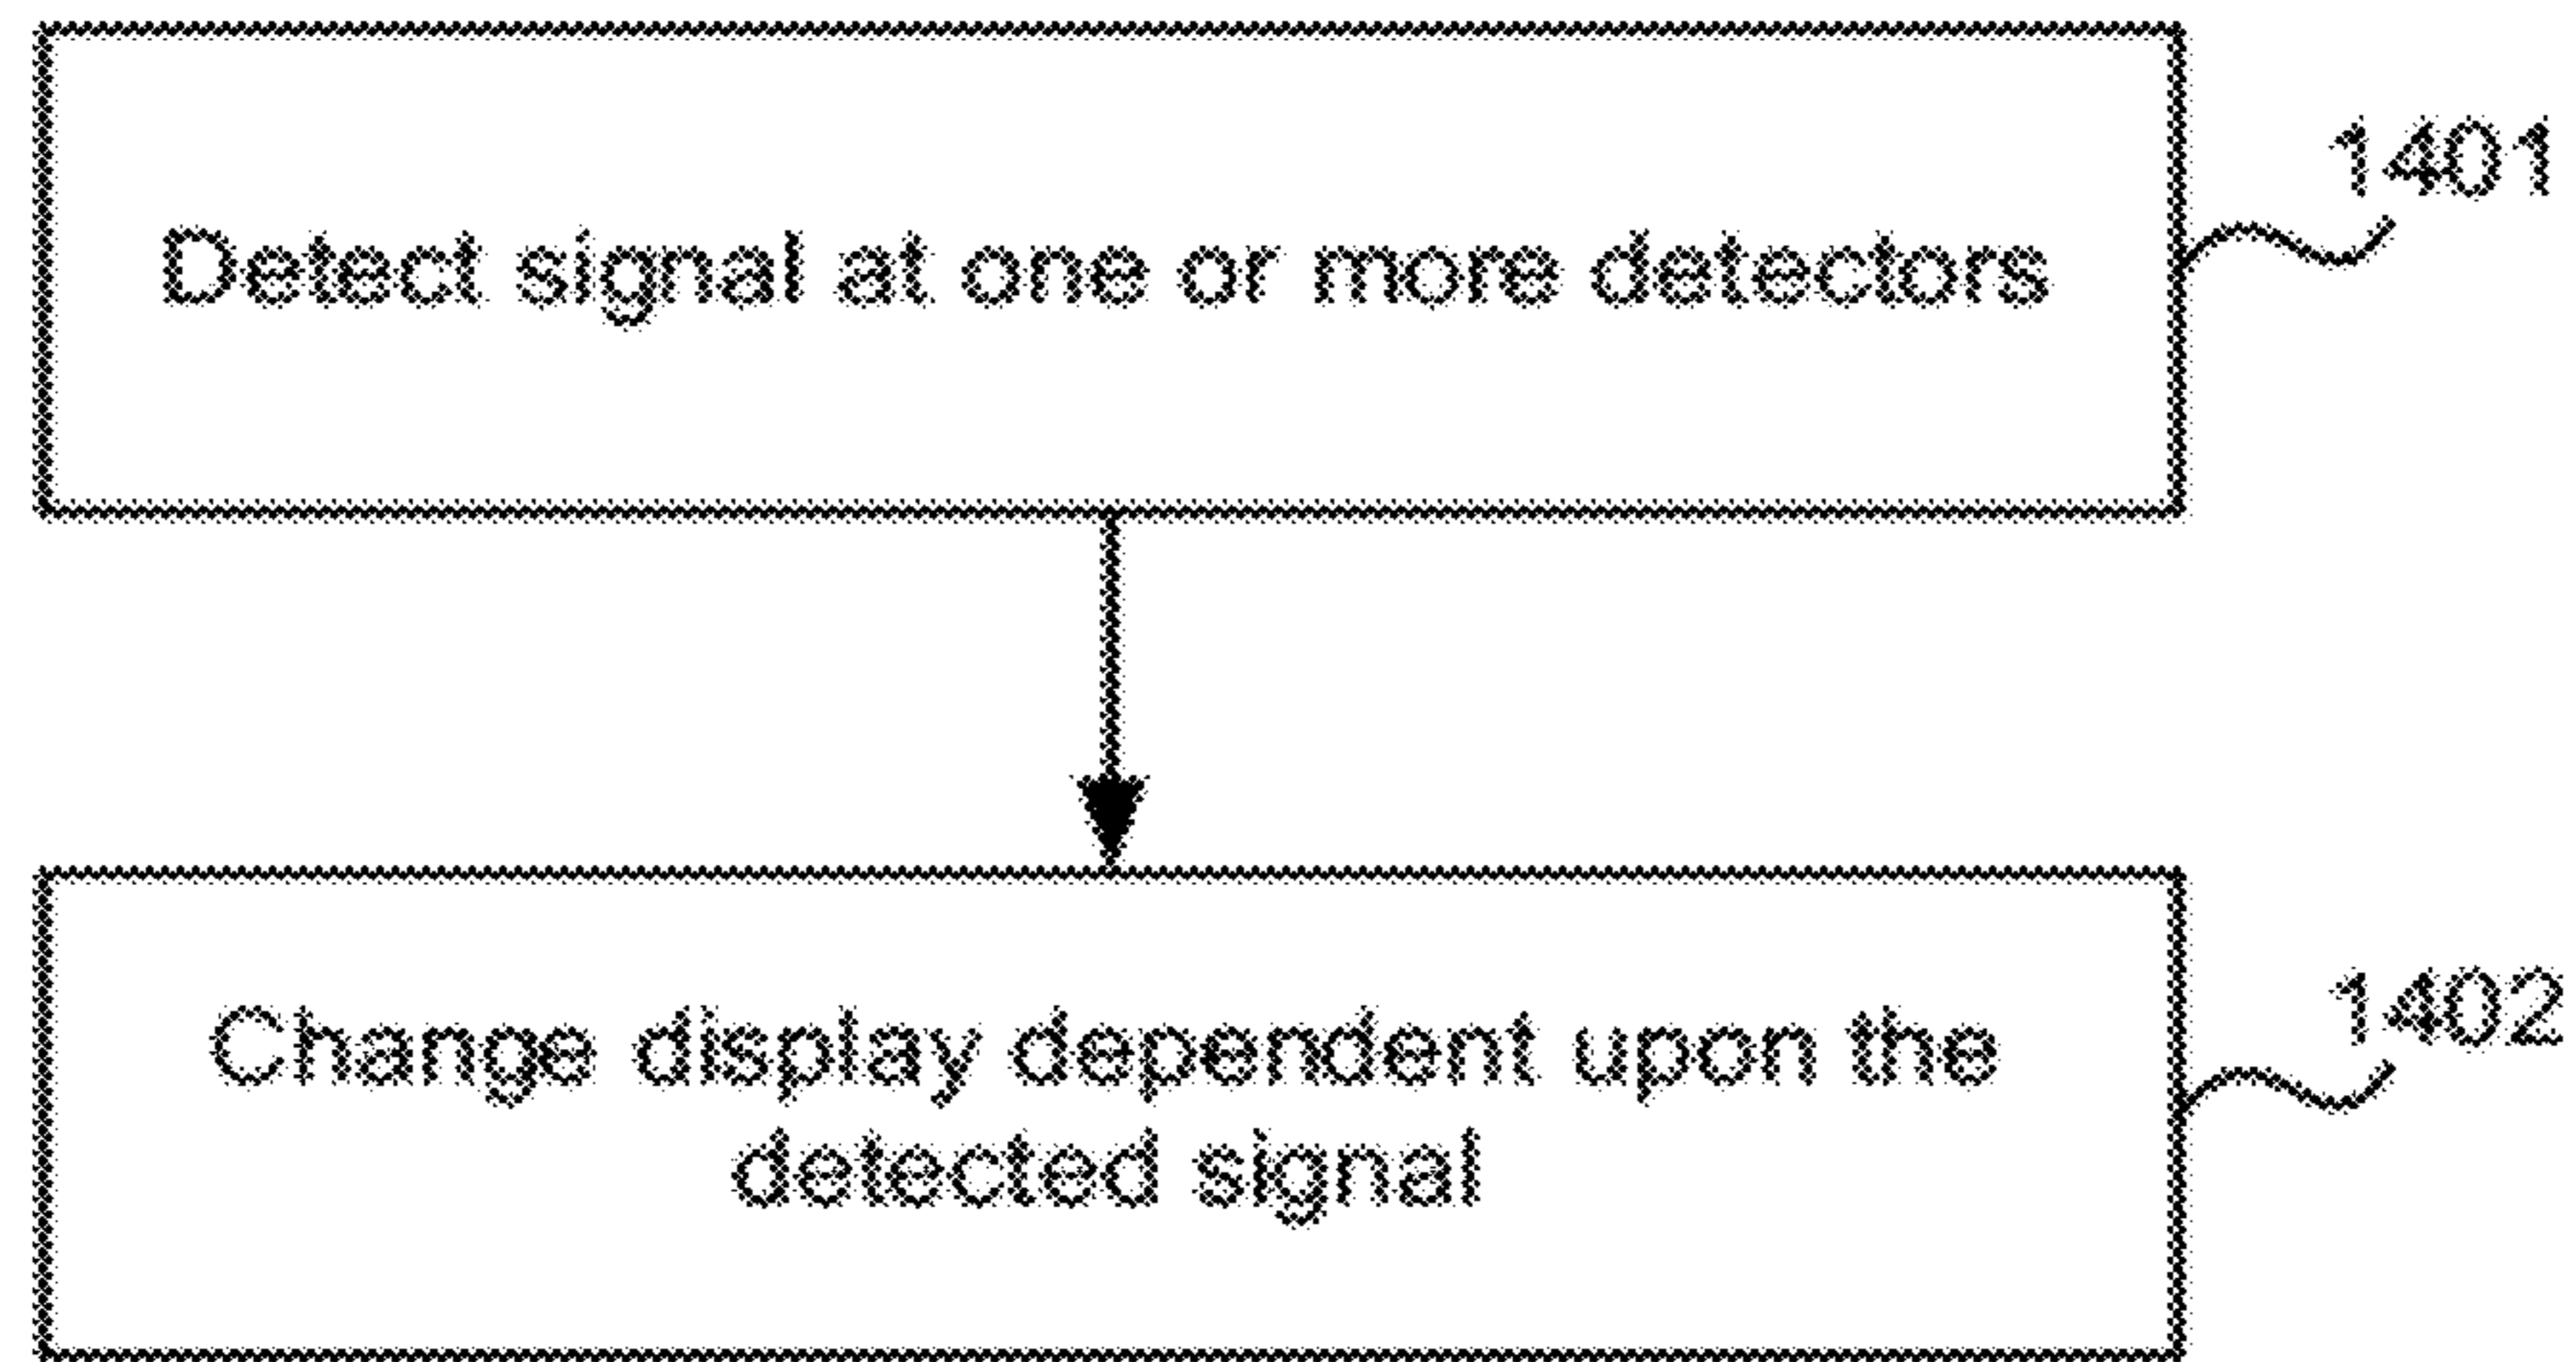 1401
Detect signal at one or more detectors
1402
Change display dependent upon the
detected signal